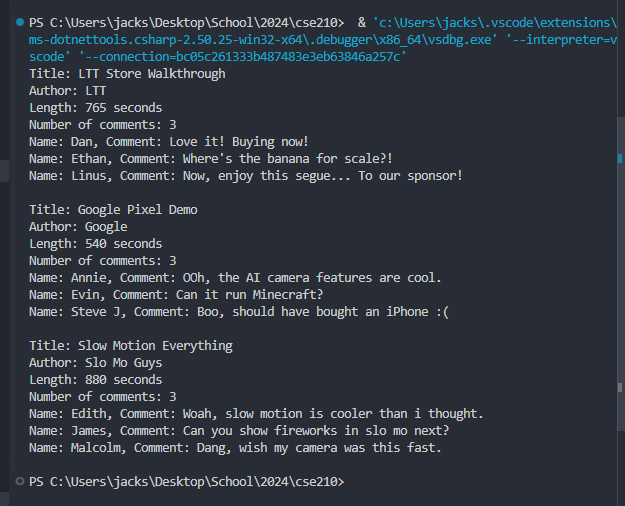 PS C:\Users\jacks\Desktop\School\2024\cse210>  & 'c:\Users\jacks\.vscode\extensions\
ms-dotnettools.csharp-2.50.25-win32-x64\.debugger\x86_64\vsdbg.exe' '--interpreter=v
scode' '--connection=bc05c261333b487483e3eb63846a257c'
Title: LTT Store Walkthrough
Author: LTT
Length: 765 seconds
Number of comments: 3
Name: Dan, Comment: Love it! Buying now!
Name: Ethan, Comment: Where's the banana for scale?!
Name: Linus, Comment: Now, enjoy this segue... To our sponsor!

Title: Google Pixel Demo
Author: Google
Length: 540 seconds
Number of comments: 3
Name: Annie, Comment: OOh, the AI camera features are cool.
Name: Evin, Comment: Can it run Minecraft?
Name: Steve J, Comment: Boo, should have bought an iPhone :(

Title: Slow Motion Everything
Author: Slo Mo Guys
Length: 880 seconds
Number of comments: 3
Name: Edith, Comment: Woah, slow motion is cooler than i thought.
Name: James, Comment: Can you show fireworks in slo mo next?
Name: Malcolm, Comment: Dang, wish my camera was this fast.

PS C:\Users\jacks\Desktop\School\2024\cse210>